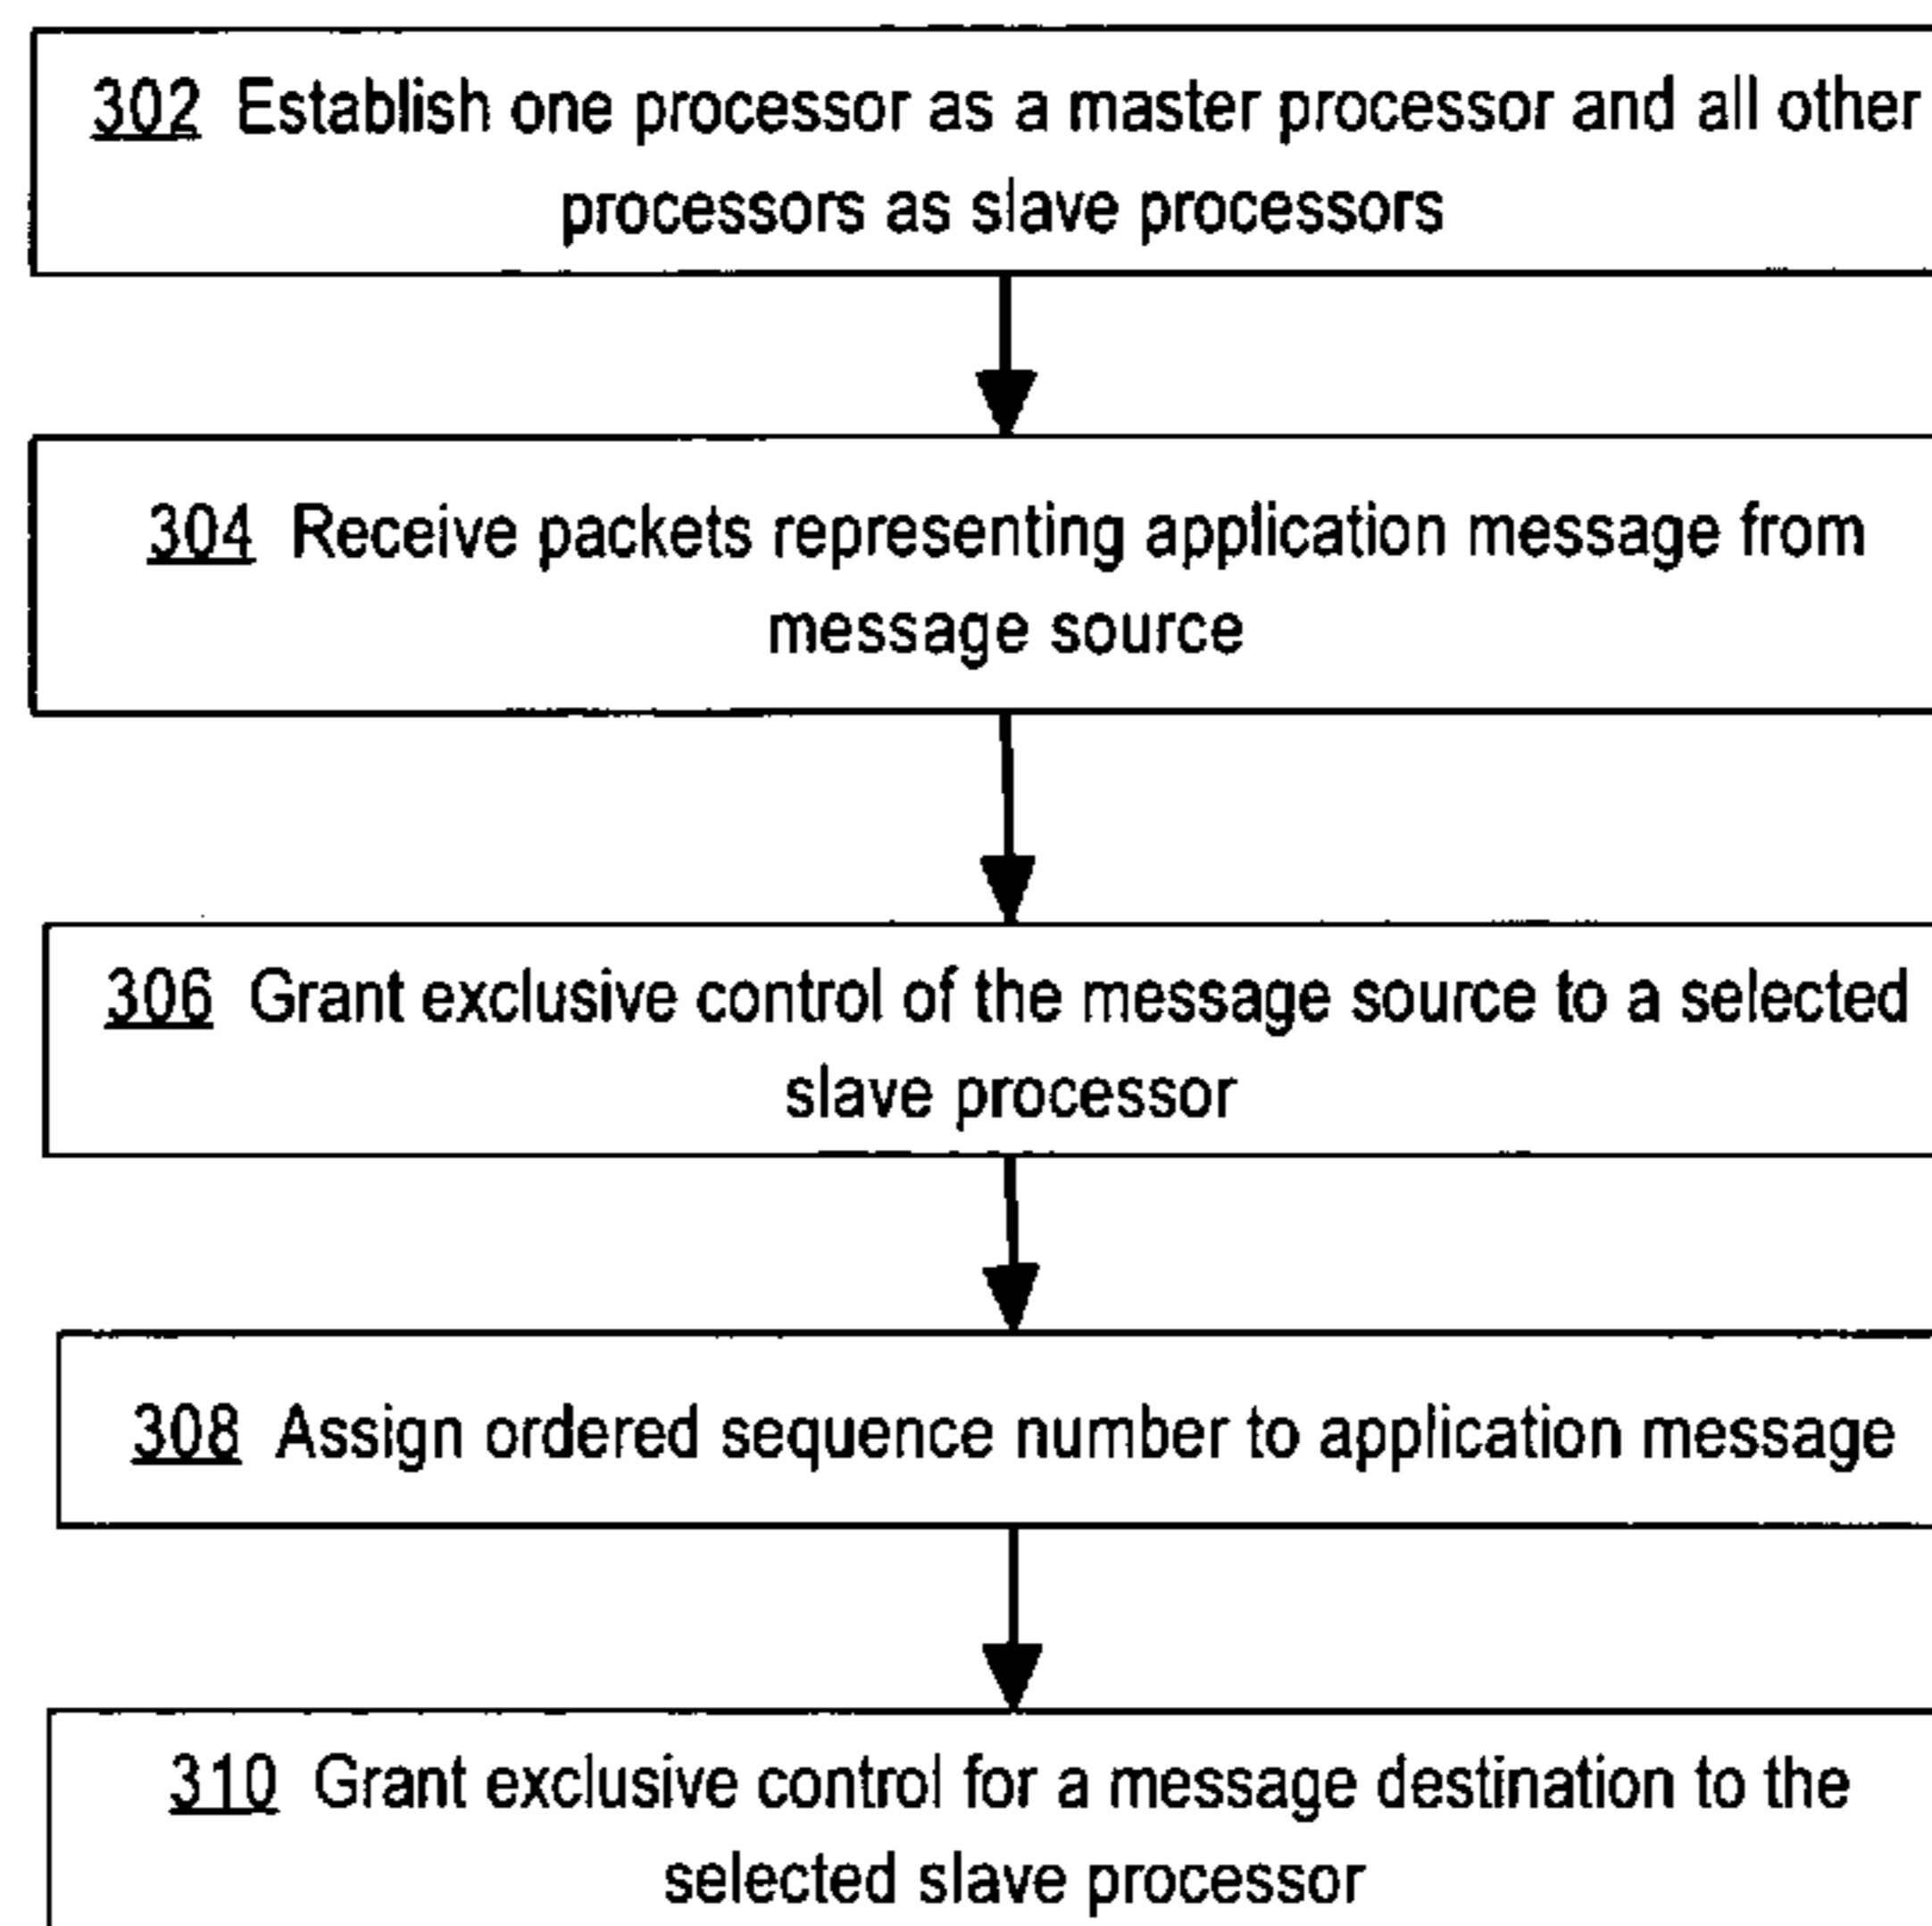 302 Establish one processor as a master processor and all other
processors as slave processors
304 Receive packets representing application message from
message source
306 Grant exclusive control of the message source to a selected
slave processor
308 Assign ordered sequence number to application message
310 Grant exclusive control for a message destination to the
selected slave processor